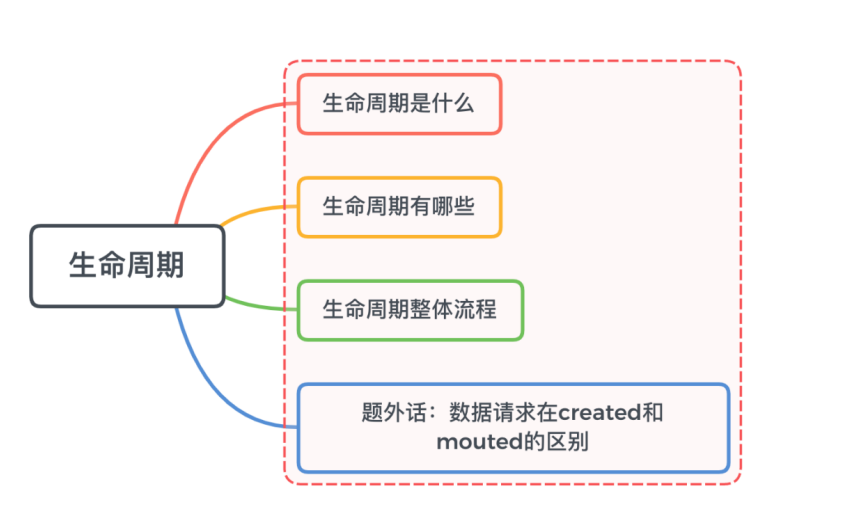 生命周期
生命周期是什么
生命周期有哪些
生命周期整体流程
题外话：数据请求在created和
mouted的区别